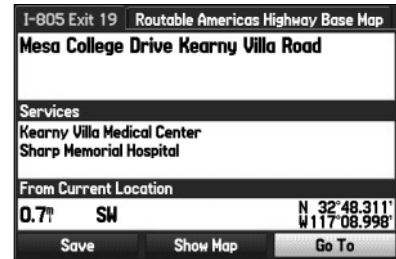 I-805 Exit 19 Routable Americas Highway Base Map
Mesa College Drive Kearny Villa Road
Services
Kearny Villa Medical Center
Sharp Memorial Hospital
From Current Location
0.7m SW N 32°48.311'
W117°08.998'
Save Show Map Go To